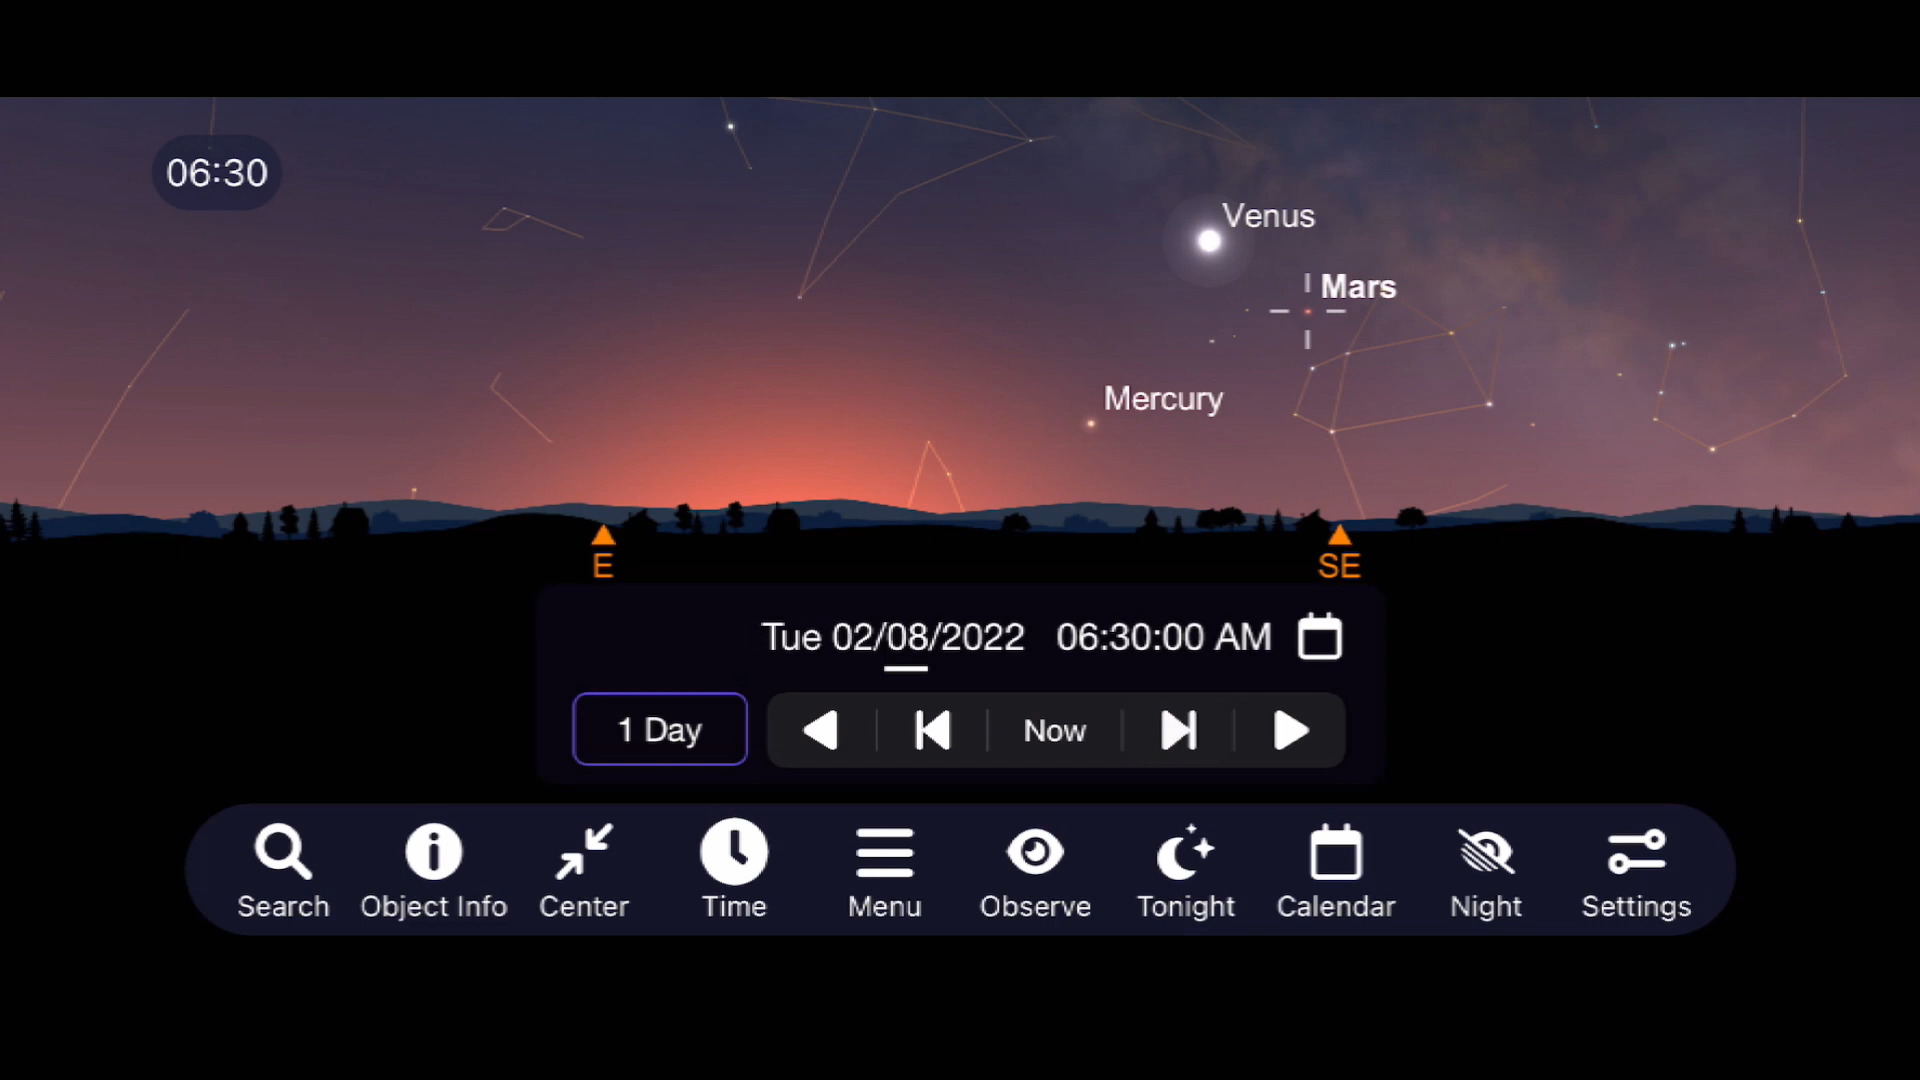 06:30
Venus
Mars
Mercury
E
SE
Tue 02/08/2022 06:30:00 AM
1 Day
Now
Search
Object Info
Center
Time
Menu
Observe
Tonight
Calendar
Night
Settings